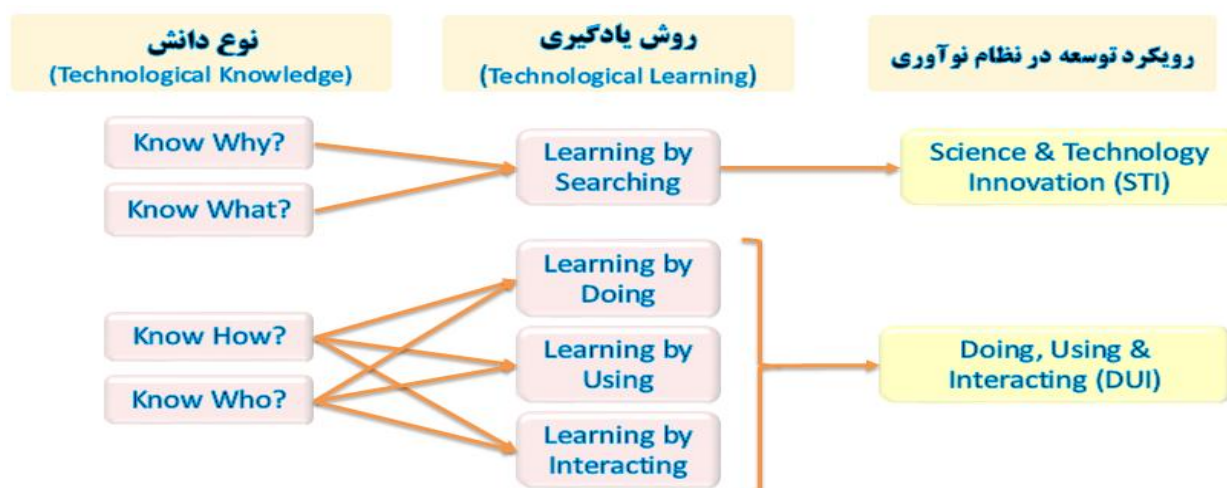 نوع دانش
(Technological Knowledge)
روش یادگیری
(Technological Learning)
رویکرد توسعه در نظام نوآوری
Know Why?
Know What?
Know How?
Know Who?
Learning by
Searching
Learning by
Doing
Learning by
Using
Learning by
Interacting
Science & Technology
Innovation (STI)
Doing, Using &
Interacting (DUI)